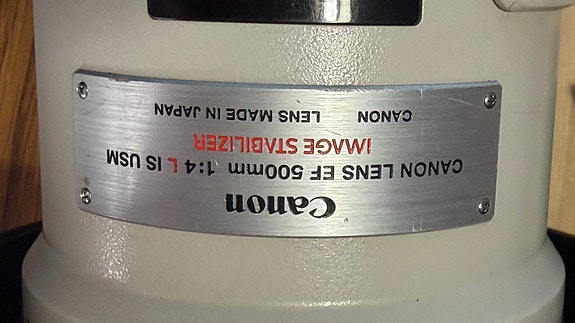 Canon
CANON LENS EF 500mm 1:4 L IS USM
IMAGE STABILIZER
CANON LENS MADE IN JAPAN